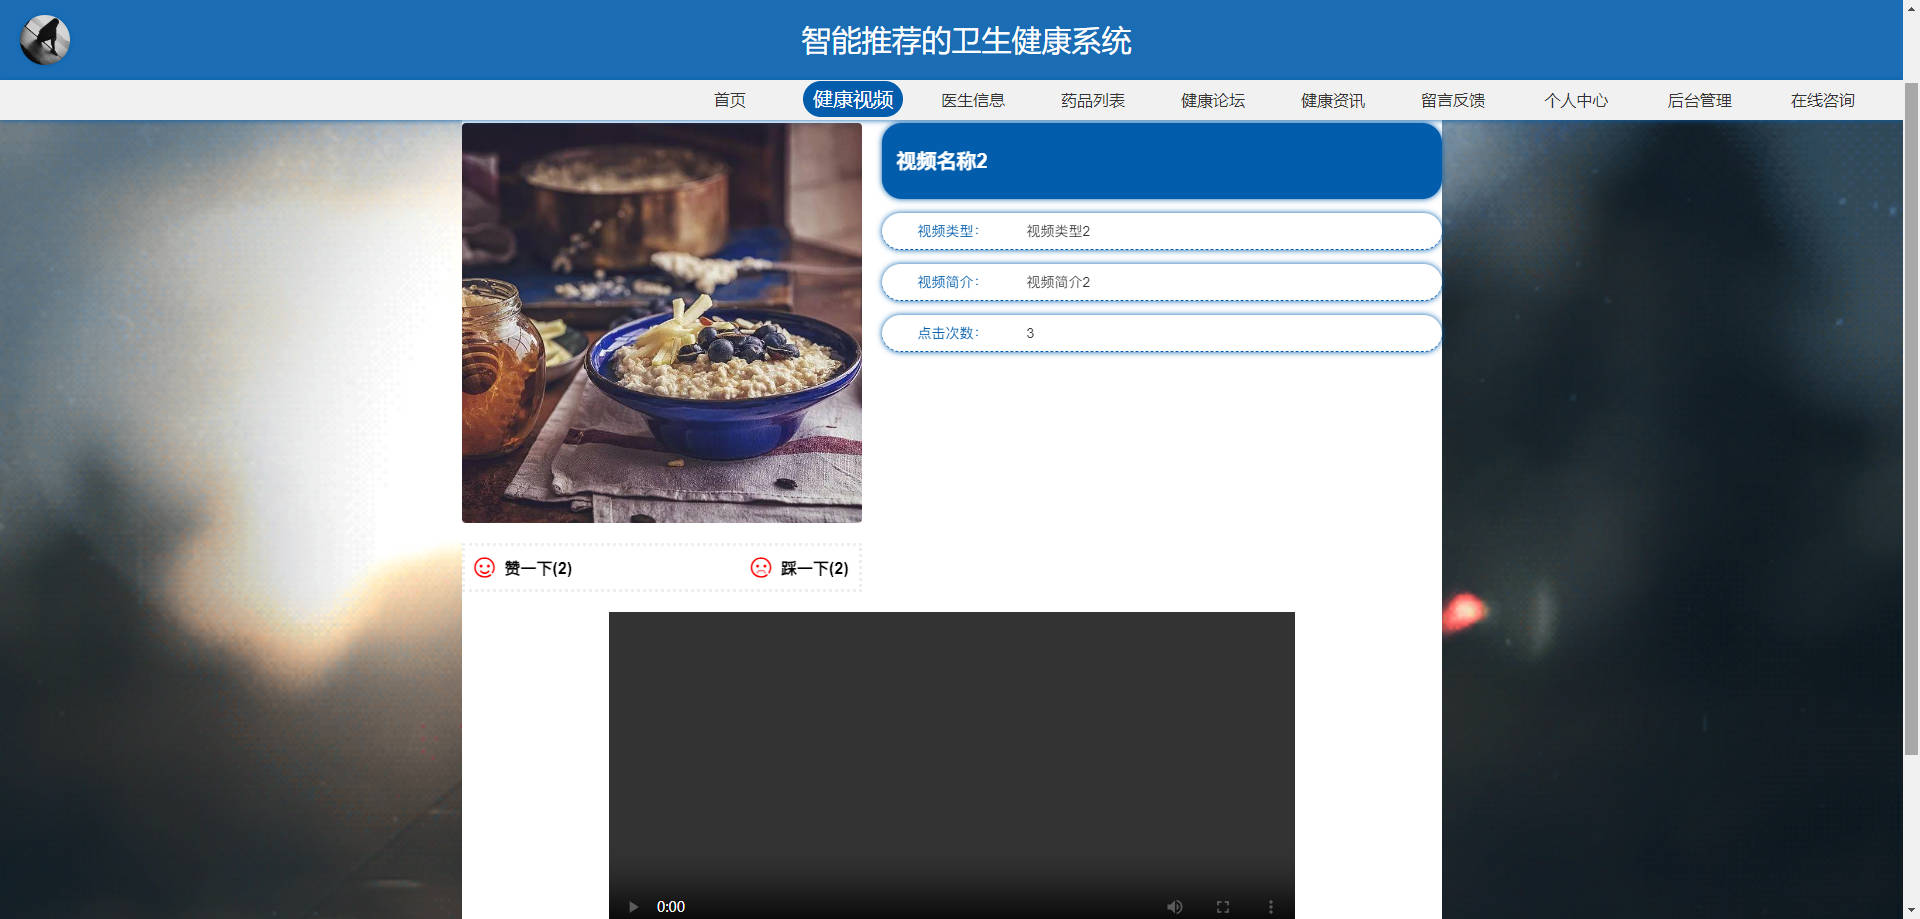 智能推荐的卫生健康系统
首页 健康视频 医生信息 药品列表 健康论坛 健康资讯 留言反馈 个人中心 后台管理 在线咨询
视频名称2
视频类型: 视频类型2
视频简介: 视频简介2
点击次数: 3
赞一下(2) 踩一下(2)
0:00